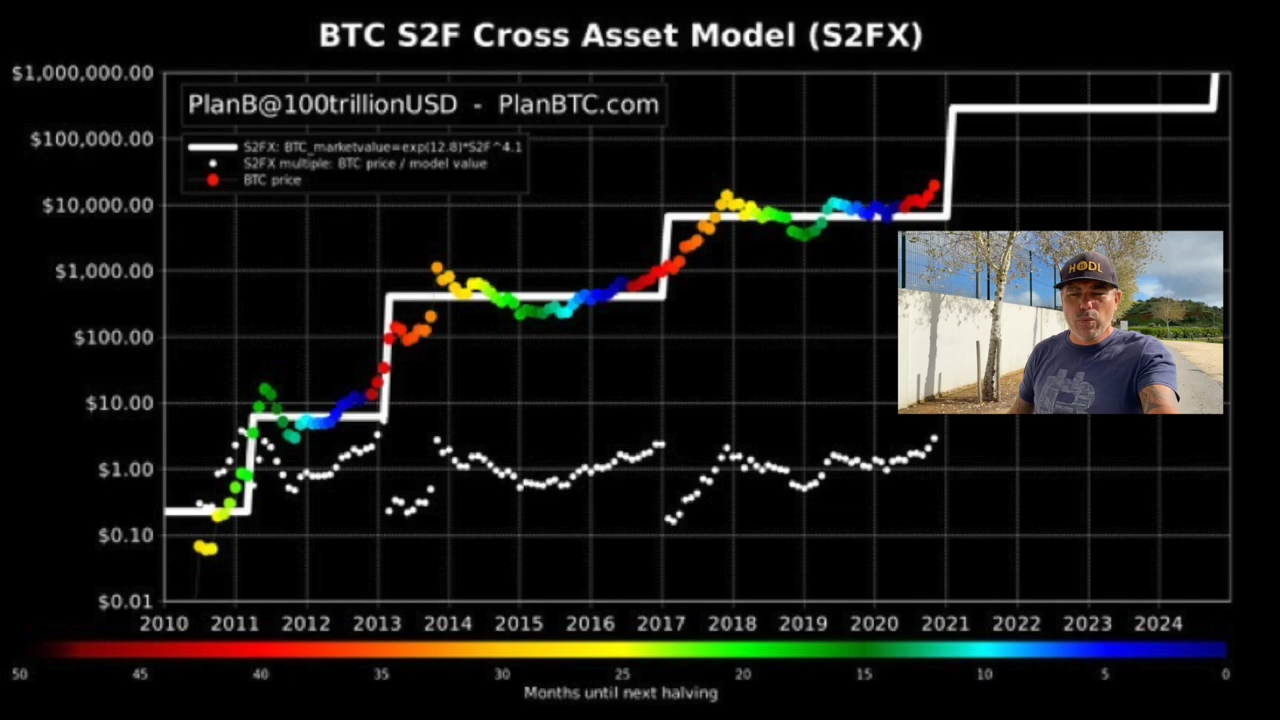 BTC S2F Cross Asset Model (S2FX)
PlanB@100trillionUSD - PlanBTC.com
S2FX: BTC_marketvalue=exp(12.8)*S2F^4.1
S2FX multiple: BTC price / model value
BTC price
$1,000,000.00
$100,000.00
$10,000.00
$1,000.00
$100.00
$10.00
$1.00
$0.10
$0.01
HODL
2010 2011 2012 2013 2014 2015 2016 2017 2018 2019 2020 2021 2022 2023 2024
50 45 40 35 30 25 20 15 10 5 0
Months until next halving